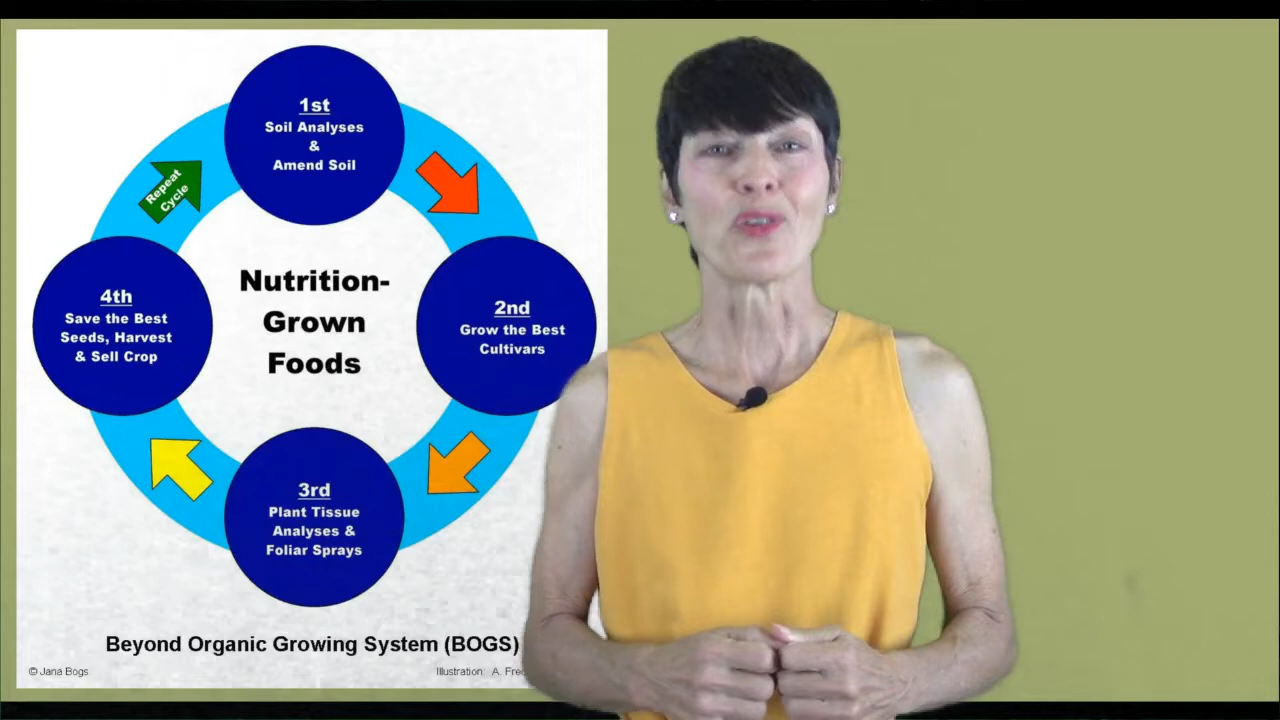 1st
Soil Analyses
&
Amend Soil
Repeat
Cycle
Nutrition-
Grown
Foods
4th
Save the Best
Seeds, Harvest
& Sell Crop
2nd
Grow the Best
Cultivars
3rd
Plant Tissue
Analyses &
Foliar Sprays
Beyond Organic Growing System (BOGS)
© Jana Bogs
Illustration: A.